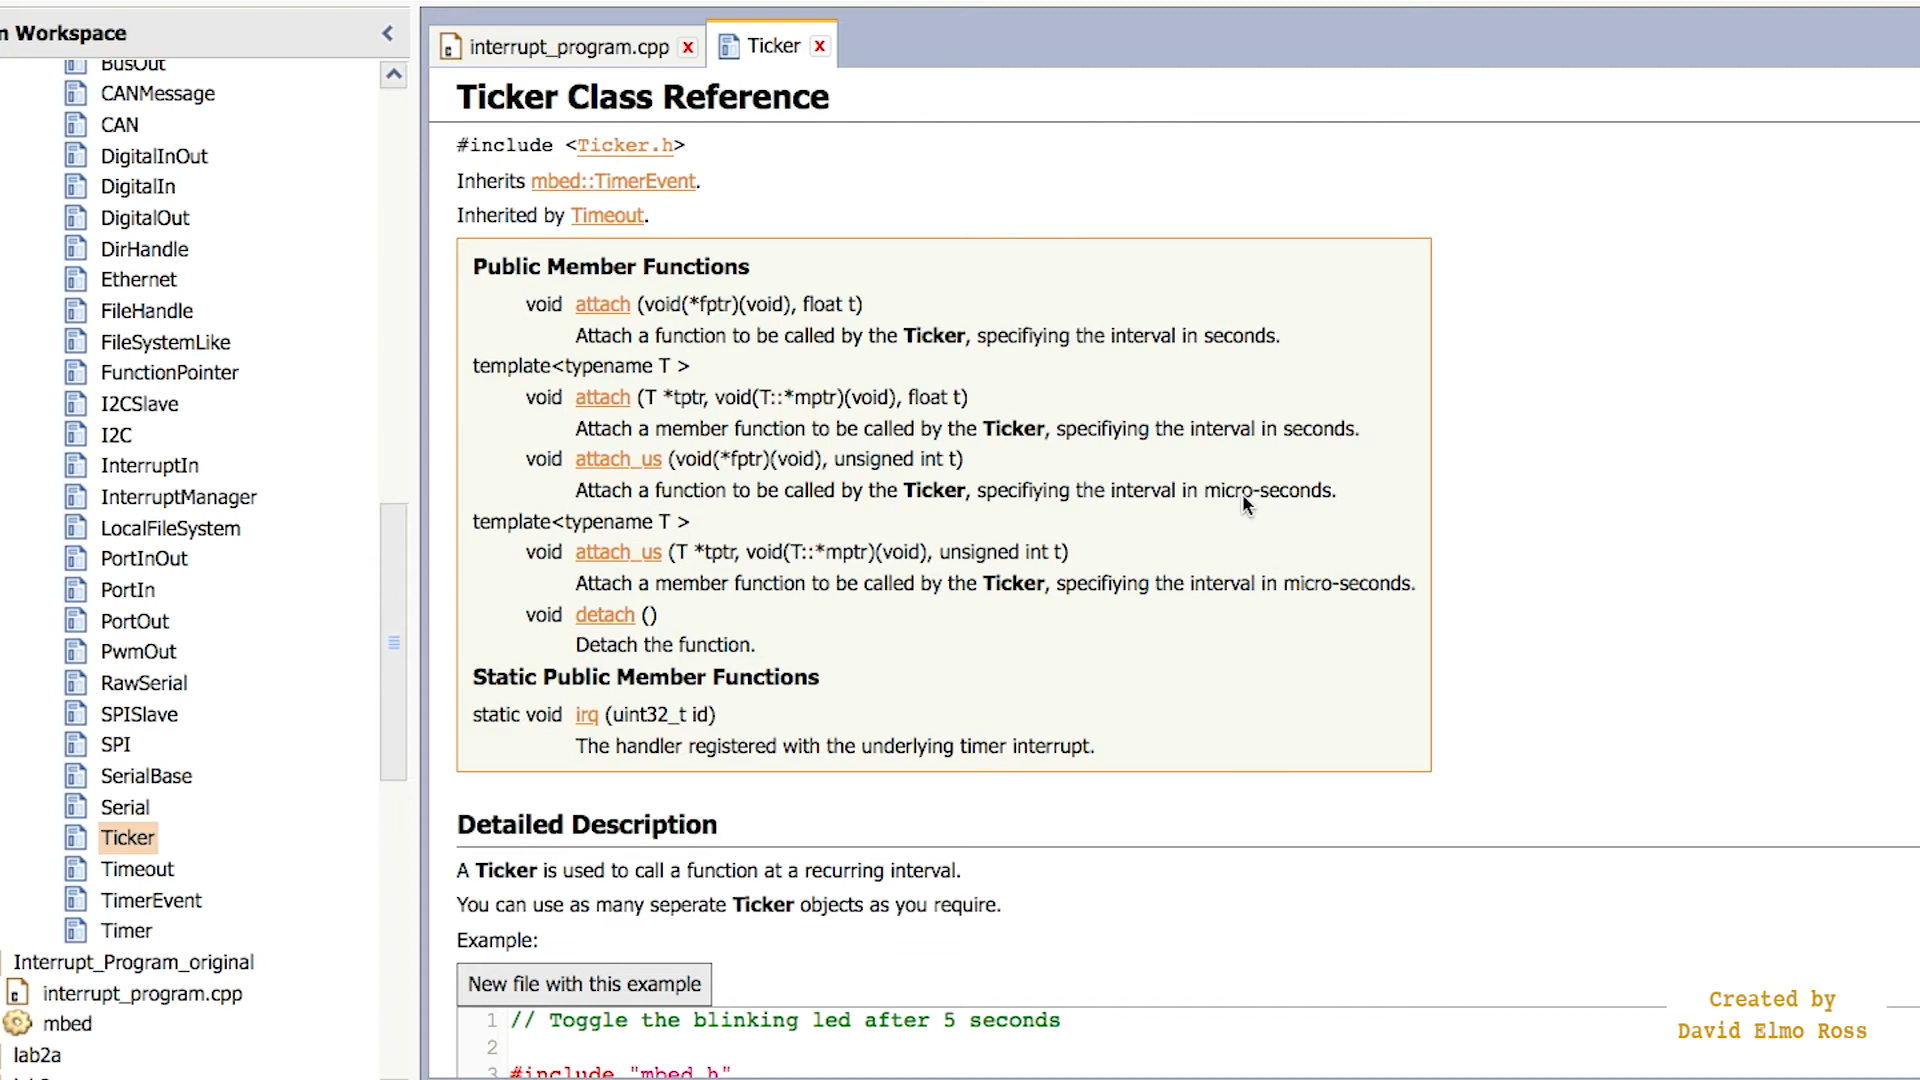 n Workspace
BusOut
CANMessage
CAN
DigitalInOut
DigitalIn
DigitalOut
DirHandle
Ethernet
FileHandle
FileSystemLike
FunctionPointer
I2CSlave
I2C
InterruptIn
InterruptManager
LocalFileSystem
PortInOut
PortIn
PortOut
PwmOut
RawSerial
SPISlave
SPI
SerialBase
Serial
Ticker
Timeout
TimerEvent
Timer
Interrupt_Program_original
interrupt_program.cpp
mbed
lab2a
interrupt_program.cpp x
Ticker x
Ticker Class Reference
#include <Ticker.h>
Inherits mbed::TimerEvent.
Inherited by Timeout.
Public Member Functions
void attach (void(*fptr)(void), float t)
Attach a function to be called by the Ticker, specifiying the interval in seconds.
template<typename T >
void attach (T *tptr, void(T::*mptr)(void), float t)
Attach a member function to be called by the Ticker, specifiying the interval in seconds.
void attach_us (void(*fptr)(void), unsigned int t)
Attach a function to be called by the Ticker, specifiying the interval in micro-seconds.
template<typename T >
void attach_us (T *tptr, void(T::*mptr)(void), unsigned int t)
Attach a member function to be called by the Ticker, specifiying the interval in micro-seconds.
void detach ()
Detach the function.
Static Public Member Functions
static void irq (uint32_t id)
The handler registered with the underlying timer interrupt.
Detailed Description
A Ticker is used to call a function at a recurring interval.
You can use as many seperate Ticker objects as you require.
Example:
New file with this example
1 // Toggle the blinking led after 5 seconds
2
3 #include "mbed.h"
Created by
David Elmo Ross